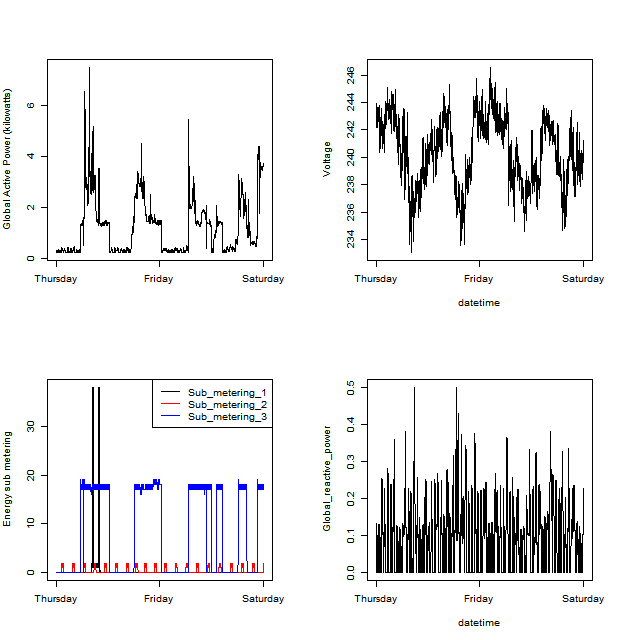 Global Active Power (kilowatts)
6
4
2
0
Thursday Friday Saturday
Voltage
246
244
242
240
238
236
234
Thursday Friday Saturday
datetime
Energy sub metering
30
20
10
0
Sub_metering_1
Sub_metering_2
Sub_metering_3
Thursday Friday Saturday
Global_reactive_power
0.5
0.4
0.3
0.2
0.1
0.0
Thursday Friday Saturday
datetime